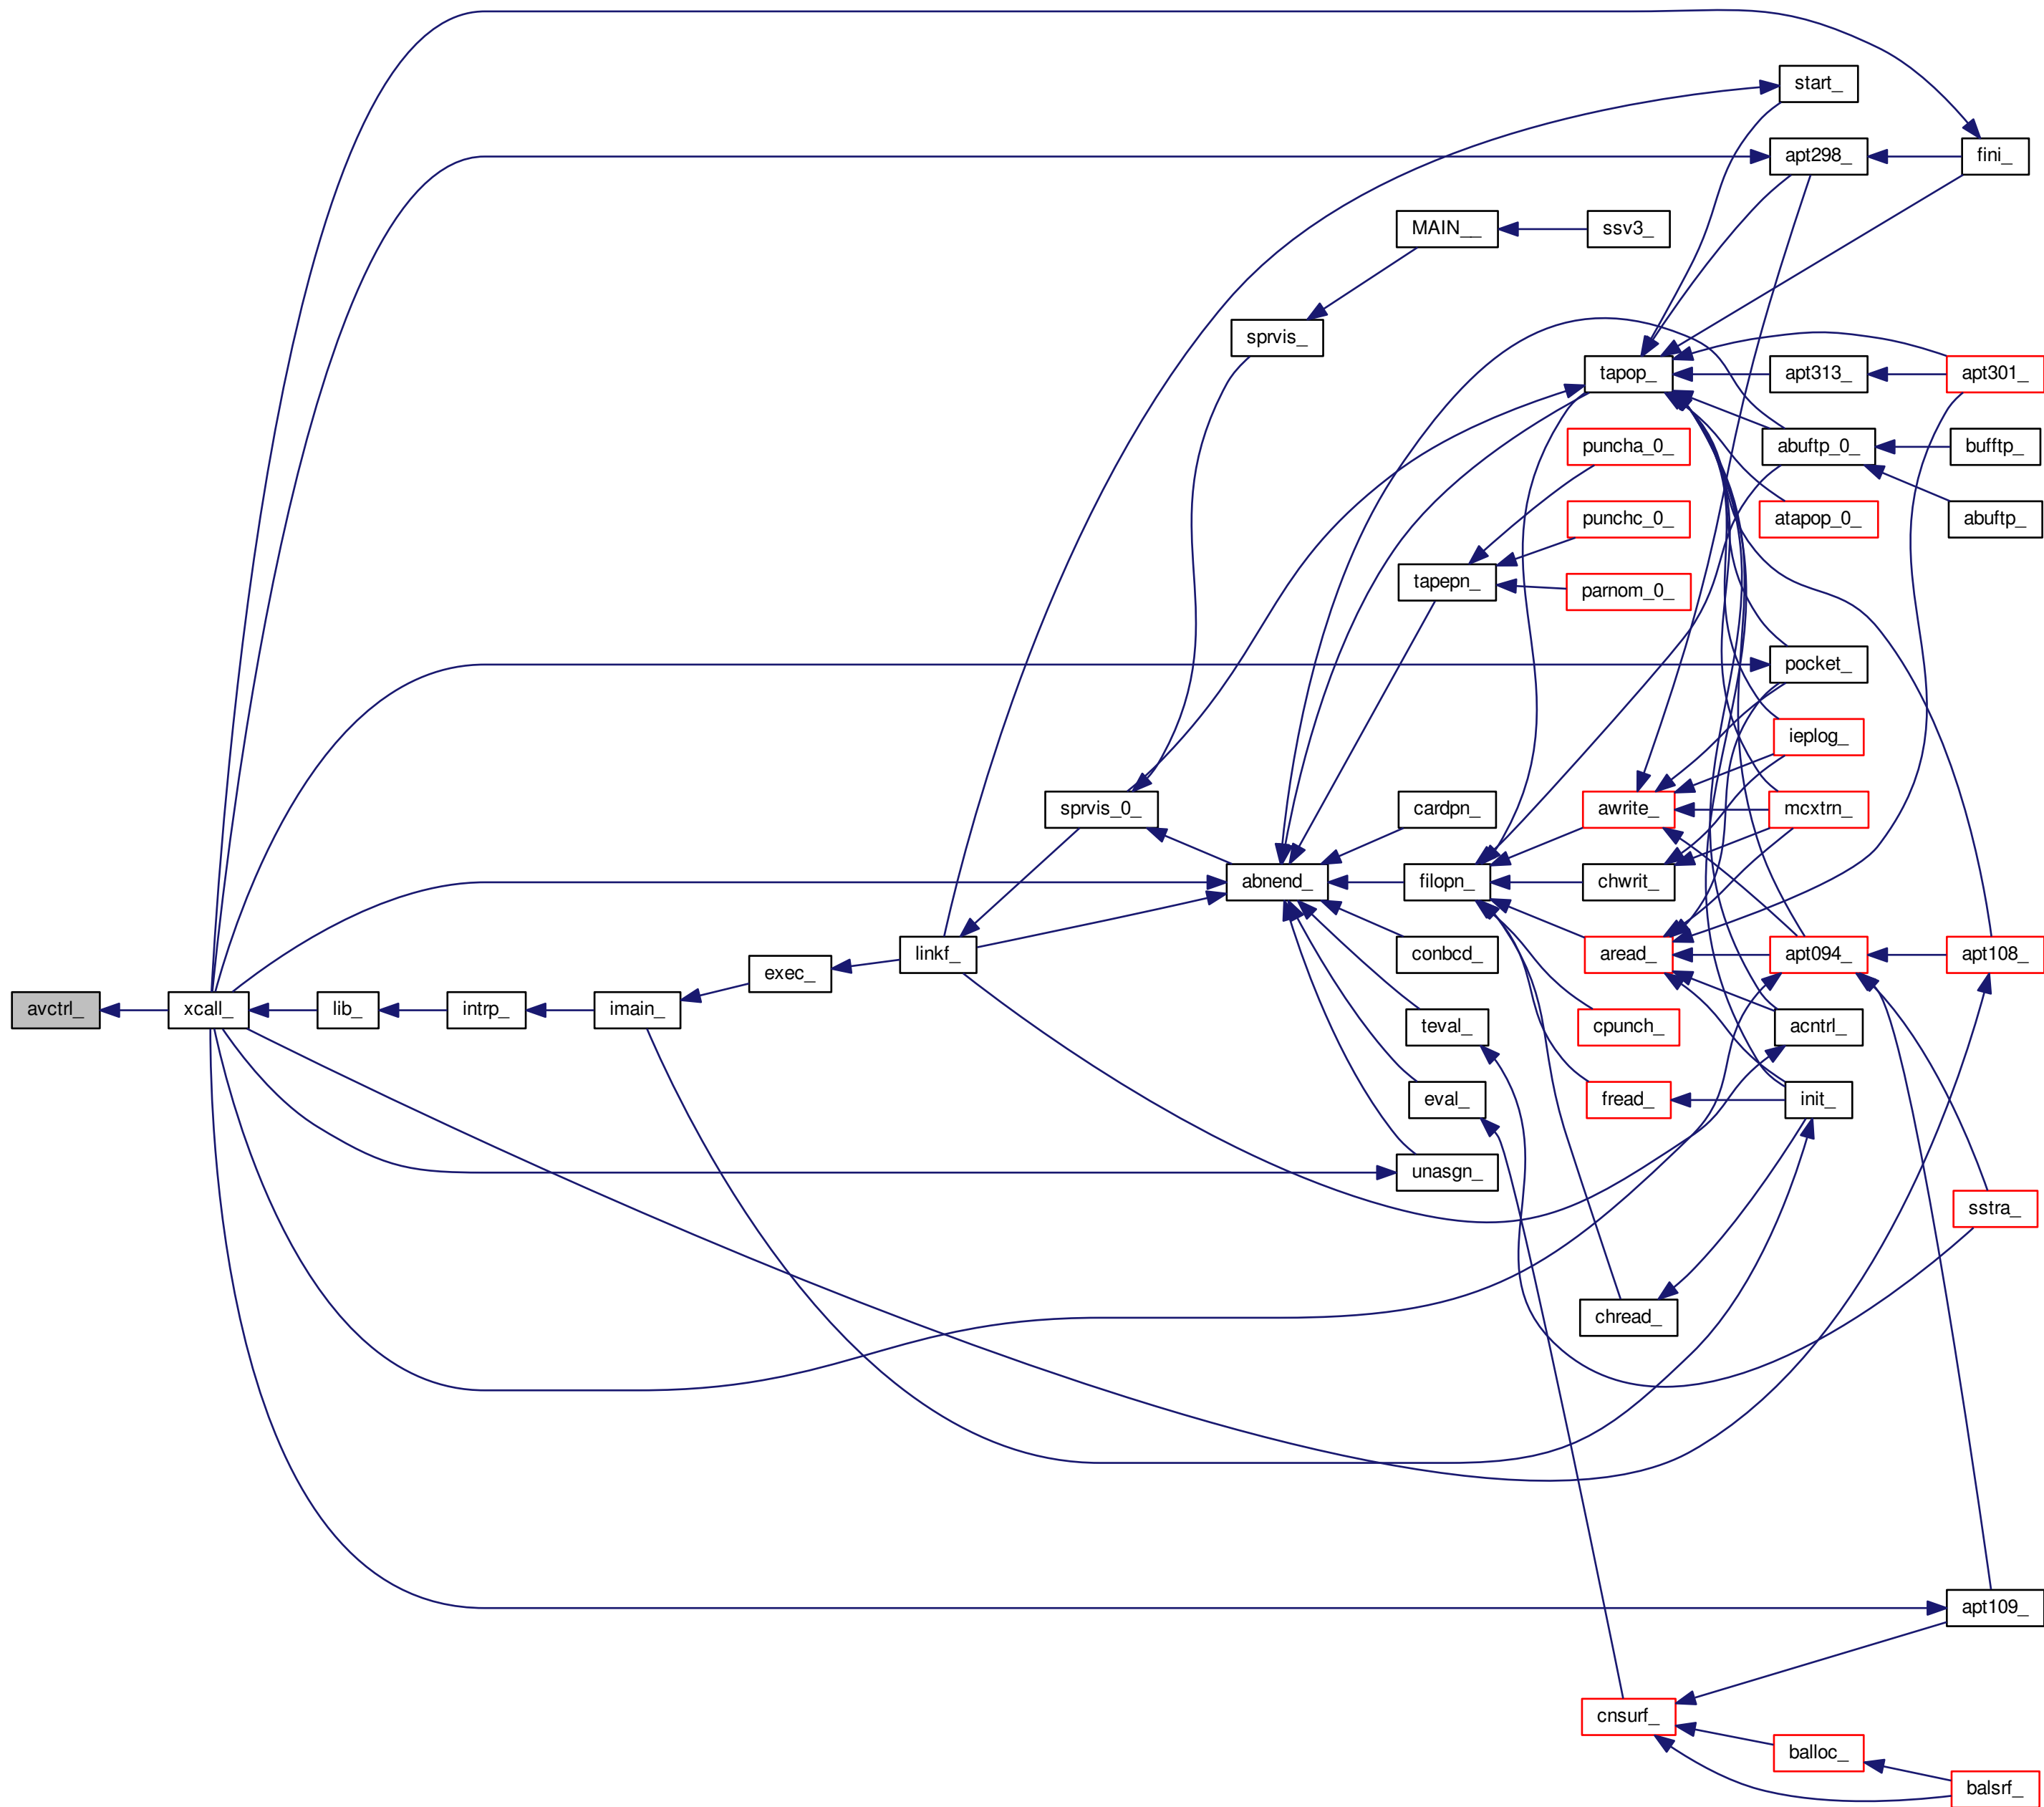 start_
apt298_
fini_
MAIN__
ssv3_
sprvis_
tapop_
apt313_
apt301_
puncha_0_
abuftp_0_
bufftp_
punchc_0_
atapop_0_
abuftp_
tapepn_
parnom_0_
pocket_
ieplog_
sprvis_0_
cardpn_
awrite_
mcxtrn_
abnend_
filopn_
chwrit_
linkf_
conbcd_
aread_
apt094_
apt108_
exec_
avctrl_
xcall_
lib_
intrp_
imain_
teval_
cpunch_
acntrl_
eval_
fread_
init_
unasgn_
sstra_
chread_
apt109_
cnsurf_
balloc_
balsrf_